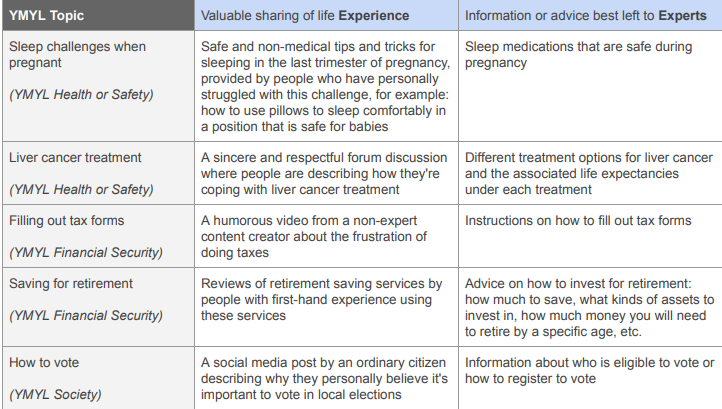 YMYL Topic
Valuable sharing of life Experience
Information or advice best left to Experts
Sleep challenges when
pregnant
(YMYL Health or Safety)
Safe and non-medical tips and tricks for
sleeping in the last trimester of pregnancy,
provided by people who have personally
struggled with this challenge, for example:
how to use pillows to sleep comfortably in
a position that is safe for babies
Sleep medications that are safe during
pregnancy
Liver cancer treatment
(YMYL Health or Safety)
A sincere and respectful forum discussion
where people are describing how they're
coping with liver cancer treatment
Different treatment options for liver cancer
and the associated life expectancies
under each treatment
Filling out tax forms
(YMYL Financial Security)
A humorous video from a non-expert
content creator about the frustration of
doing taxes
Instructions on how to fill out tax forms
Saving for retirement
(YMYL Financial Security)
Reviews of retirement saving services by
people with first-hand experience using
these services
Advice on how to invest for retirement:
how much to save, what kinds of assets to
invest in, how much money you will need
to retire by a specific age, etc.
How to vote
(YMYL Society)
A social media post by an ordinary citizen
describing why they personally believe it's
important to vote in local elections
Information about who is eligible to vote or
how to register to vote